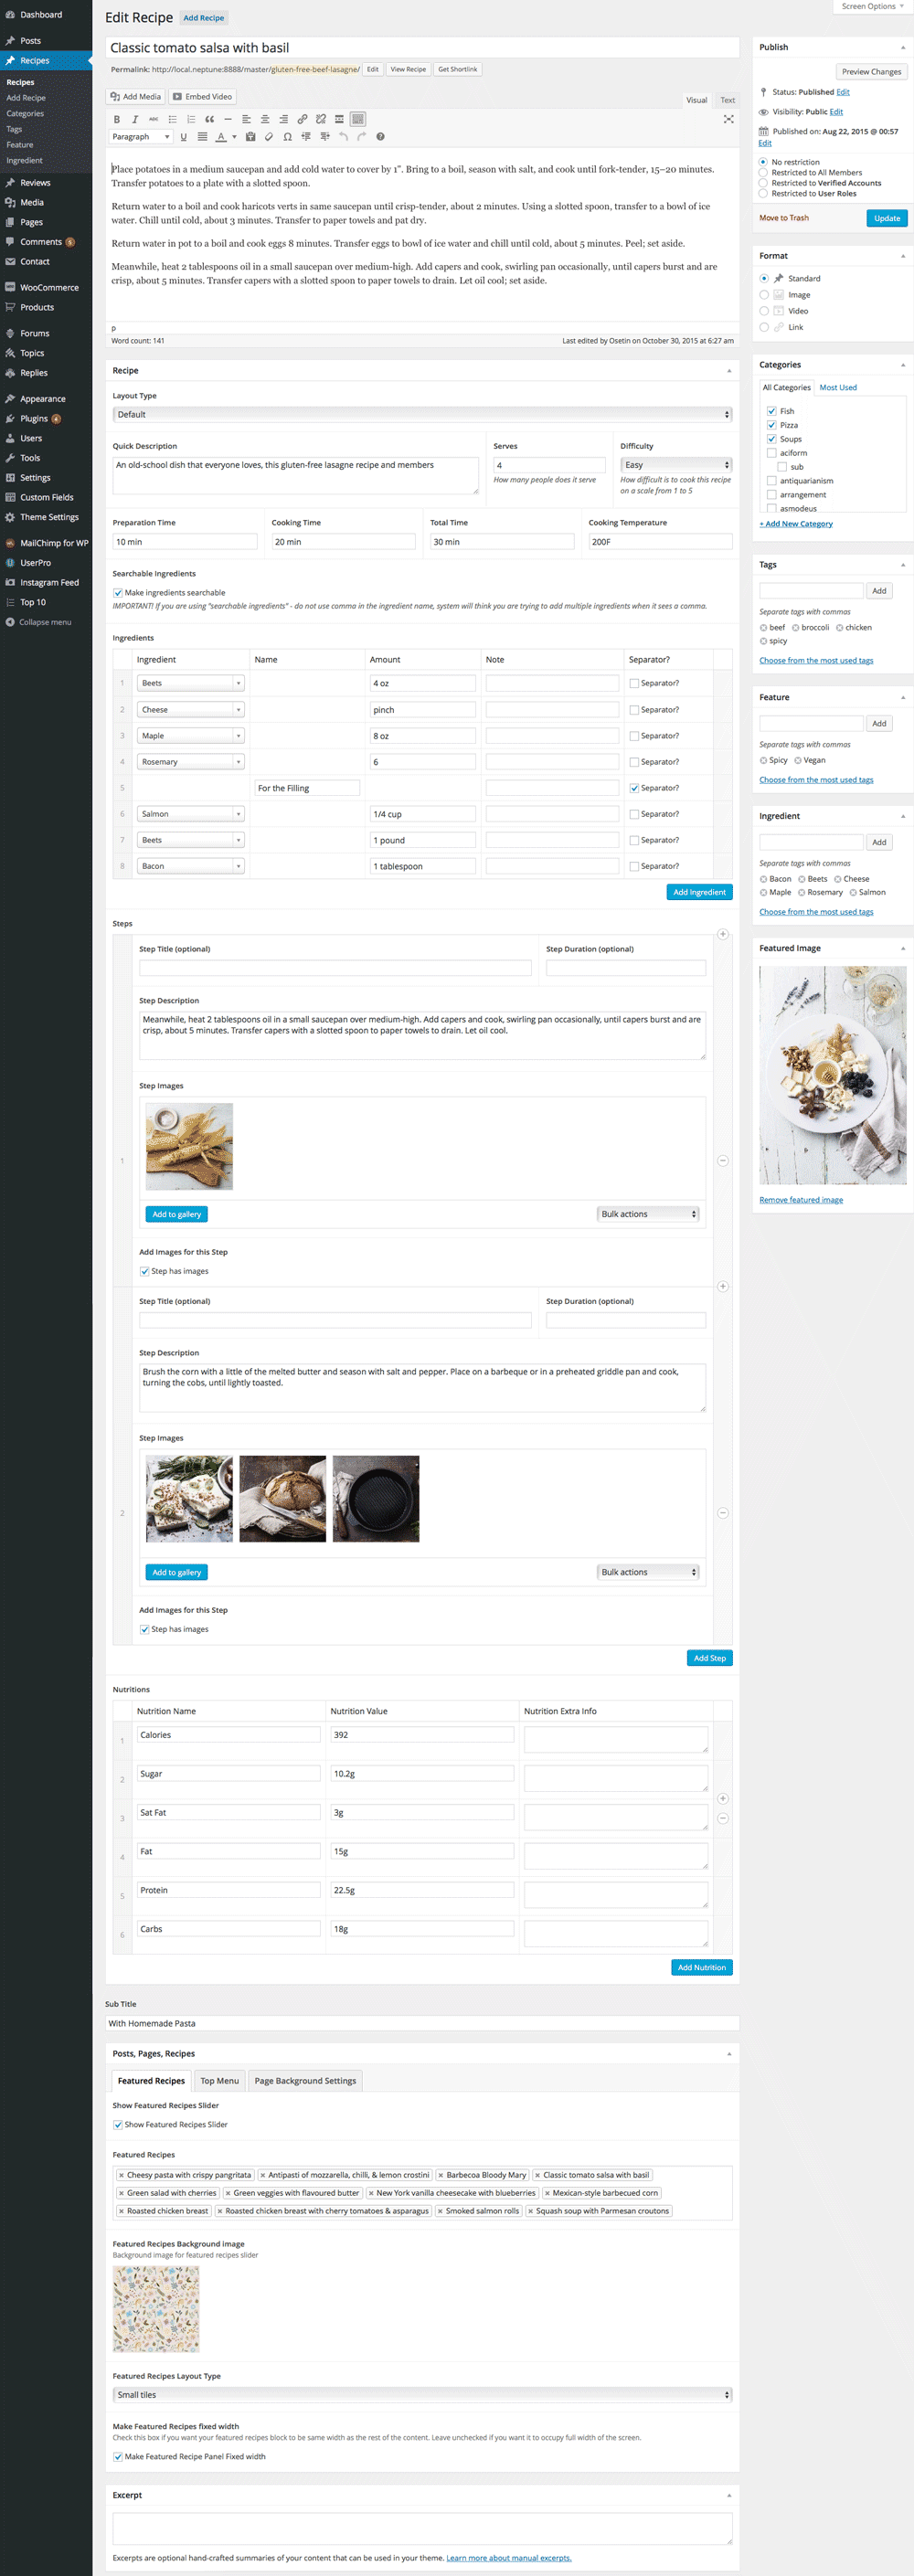 Screen Options
Dashboard
Posts
Recipes
Recipes
Add Recipe
Categories
Tags
Feature
Ingredient
Reviews
Media
Pages
Comments 5
Contact
WooCommerce
Products
Forums
Topics
Replies
Appearance
Plugins 4
Users
Tools
Settings
Custom Fields
Theme Settings
MailChimp for WP
UserPro
Instagram Feed
Top 10
Collapse menu
Edit Recipe Add Recipe
Classic tomato salsa with basil
Permalink: http://local.neptune:8888/master/gluten-free-beef-lasagne/ Edit View Recipe Get Shortlink
Add Media Embed Video
Visual Text
B I ABC
Paragraph U A Ω
Place potatoes in a medium saucepan and add cold water to cover by 1". Bring to a boil, season with salt, and cook until fork-tender, 15–20 minutes.
Transfer potatoes to a plate with a slotted spoon.
Return water to a boil and cook haricots verts in same saucepan until crisp-tender, about 2 minutes. Using a slotted spoon, transfer to a bowl of ice
water. Chill until cold, about 3 minutes. Transfer to paper towels and pat dry.
Return water in pot to a boil and cook eggs 8 minutes. Transfer eggs to bowl of ice water and chill until cold, about 5 minutes. Peel; set aside.
Meanwhile, heat 2 tablespoons oil in a small saucepan over medium-high. Add capers and cook, swirling pan occasionally, until capers burst and are
crisp, about 5 minutes. Transfer capers with a slotted spoon to paper towels to drain. Let oil cool; set aside.
p
Word count: 141 Last edited by Osetin on October 30, 2015 at 6:27 am
Recipe
Layout Type
Default
Quick Description Serves Difficulty
An old-school dish that everyone loves, this gluten-free lasagne recipe and members 4 Easy
How many people does it serve How difficult is to cook this recipe
on a scale from 1 to 5
Preparation Time Cooking Time Total Time Cooking Temperature
10 min 20 min 30 min 200F
Searchable Ingredients
Make ingredients searchable
IMPORTANT! If you are using "searchable ingredients" - do not use comma in the ingredient name, system will think you are trying to add multiple ingredients when it sees a comma.
Ingredients
Ingredient Name Amount Note Separator?
1 Beets 4 oz Separator?
2 Cheese pinch Separator?
3 Maple 8 oz Separator?
4 Rosemary 6 Separator?
5 For the Filling Separator?
6 Salmon 1/4 cup Separator?
7 Beets 1 pound Separator?
8 Bacon 1 tablespoon Separator?
Add Ingredient
Steps
Step Title (optional) Step Duration (optional)
Step Description
Meanwhile, heat 2 tablespoons oil in a small saucepan over medium-high. Add capers and cook, swirling pan occasionally, until capers burst and are
crisp, about 5 minutes. Transfer capers with a slotted spoon to paper towels to drain. Let oil cool.
Step Images
1
Add to gallery Bulk actions
Add Images for this Step
Step has images
Step Title (optional) Step Duration (optional)
Step Description
Brush the corn with a little of the melted butter and season with salt and pepper. Place on a barbeque or in a preheated griddle pan and cook,
turning the cobs, until lightly toasted.
Step Images
2
Add to gallery Bulk actions
Add Images for this Step
Step has images
Add Step
Nutritions
Nutrition Name Nutrition Value Nutrition Extra Info
1 Calories 392
2 Sugar 10.2g
3 Sat Fat 3g
4 Fat 15g
5 Protein 22.5g
6 Carbs 18g
Add Nutrition
Sub Title
With Homemade Pasta
Posts, Pages, Recipes
Featured Recipes Top Menu Page Background Settings
Show Featured Recipes Slider
Show Featured Recipes Slider
Featured Recipes
× Cheesy pasta with crispy pangritata × Antipasti of mozzarella, chilli, & lemon crostini × Barbecoa Bloody Mary × Classic tomato salsa with basil
× Green salad with cherries × Green veggies with flavoured butter × New York vanilla cheesecake with blueberries × Mexican-style barbecued corn
× Roasted chicken breast × Roasted chicken breast with cherry tomatoes & asparagus × Smoked salmon rolls × Squash soup with Parmesan croutons
Featured Recipes Background image
Background image for featured recipes slider
Featured Recipes Layout Type
Small tiles
Make Featured Recipes fixed width
Check this box if you want your featured recipes block to be same width as the rest of the content. Leave unchecked if you want it to occupy full width of the screen.
Make Featured Recipe Panel Fixed width
Excerpt
Excerpts are optional hand-crafted summaries of your content that can be used in your theme. Learn more about manual excerpts.
Publish
Preview Changes
Status: Published Edit
Visibility: Public Edit
Published on: Aug 22, 2015 @ 00:57
Edit
No restriction
Restricted to All Members
Restricted to Verified Accounts
Restricted to User Roles
Move to Trash Update
Format
Standard
Image
Video
Link
Categories
All Categories Most Used
Fish
Pizza
Soups
aciform
sub
antiquarianism
arrangement
asmodeus
+ Add New Category
Tags
Add
Separate tags with commas
beef broccoli chicken
spicy
Choose from the most used tags
Feature
Add
Separate tags with commas
Spicy Vegan
Choose from the most used tags
Ingredient
Add
Separate tags with commas
Bacon Beets Cheese
Maple Rosemary Salmon
Choose from the most used tags
Featured Image
Remove featured image